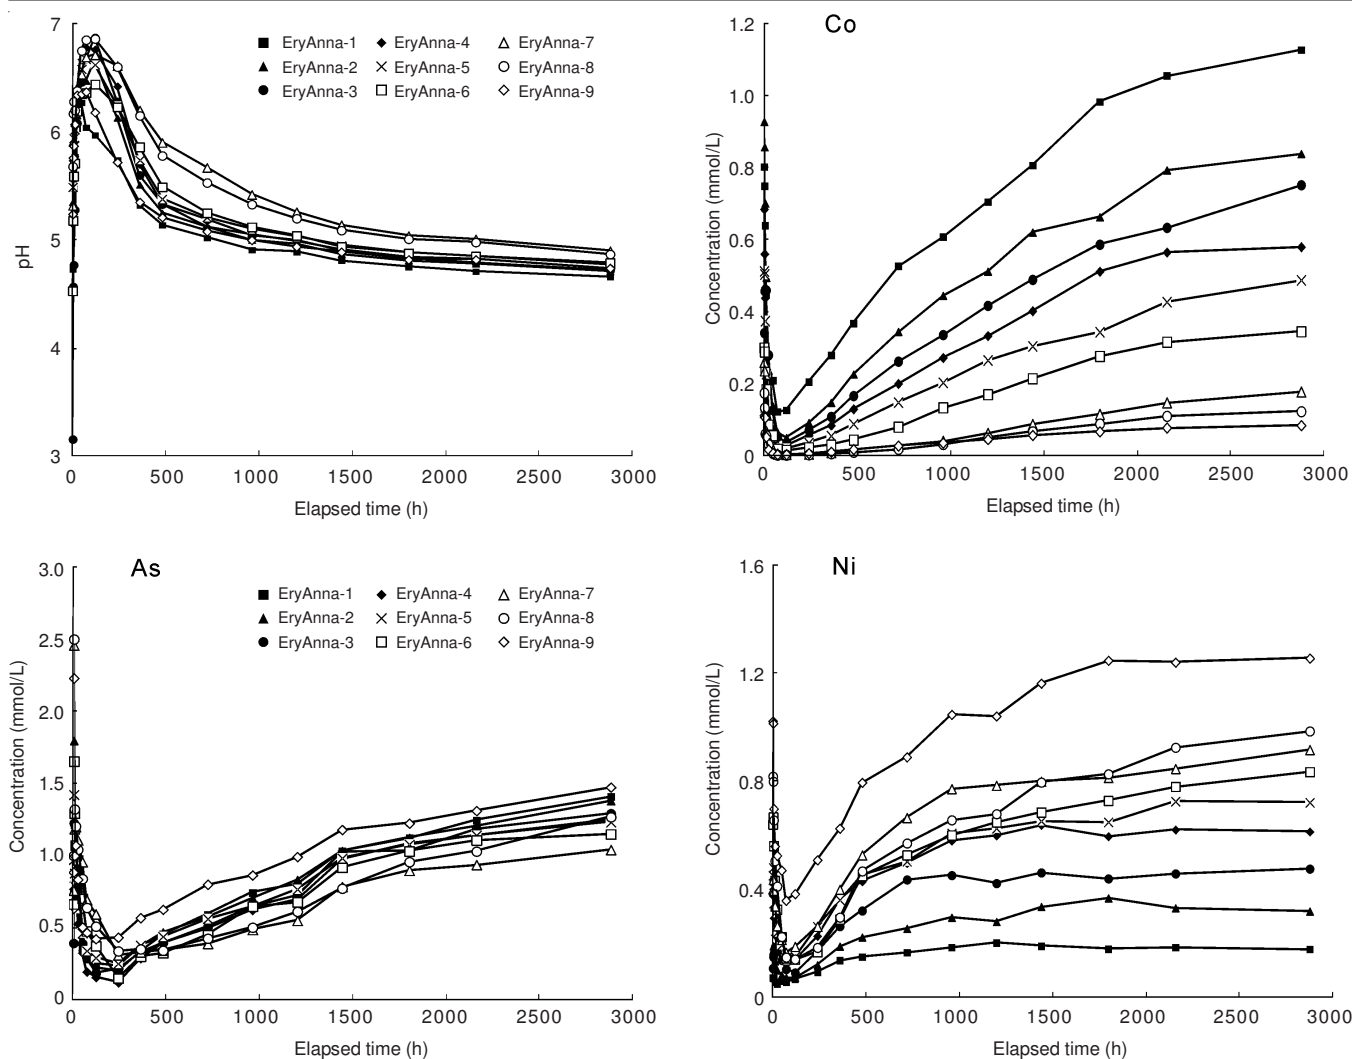 7
6
5
4
3
pH
EryAnna-1 EryAnna-4 EryAnna-7
EryAnna-2 EryAnna-5 EryAnna-8
EryAnna-3 EryAnna-6 EryAnna-9
0 500 1000 1500 2000 2500 3000
Elapsed time (h)
Co
1.2
1.0
0.8
0.6
0.4
0.2
0
Concentration (mmol/L)
0 500 1000 1500 2000 2500 3000
Elapsed time (h)
As
3.0
2.5
2.0
1.5
1.0
0.5
0
Concentration (mmol/L)
EryAnna-1 EryAnna-4 EryAnna-7
EryAnna-2 EryAnna-5 EryAnna-8
EryAnna-3 EryAnna-6 EryAnna-9
0 500 1000 1500 2000 2500 3000
Elapsed time (h)
Ni
1.6
1.2
0.8
0.4
0
Concentration (mmol/L)
0 500 1000 1500 2000 2500 3000
Elapsed time (h)